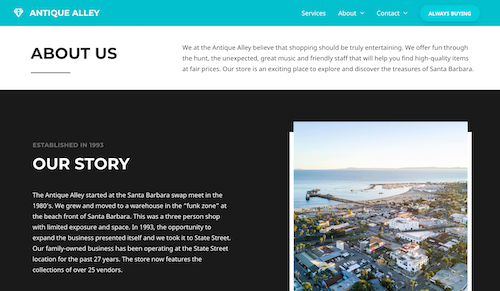 ANTIQUE ALLEY
Services
About
Contact
ALWAYS BUYING
ABOUT US
We at the Antique Alley believe that shopping should be truly entertaining. We offer fun through
the hunt, the unexpected, great music and friendly staff that will help you find high-quality items
at fair prices. Our store is an exciting place to explore and discover the treasures of Santa Barbara.
ESTABLISHED IN 1993
OUR STORY
The Antique Alley started at the Santa Barbara swap meet in the
1980's. We grew and moved to a warehouse in the "funk zone" at
the beach front of Santa Barbara. This was a three person shop
with limited exposure and space. In 1993, the opportunity to
expand the business presented itself and we took it to State Street.
Our family-owned business has been operating at the State Street
location for the past 27 years. The store now features the
collections of over 25 vendors.